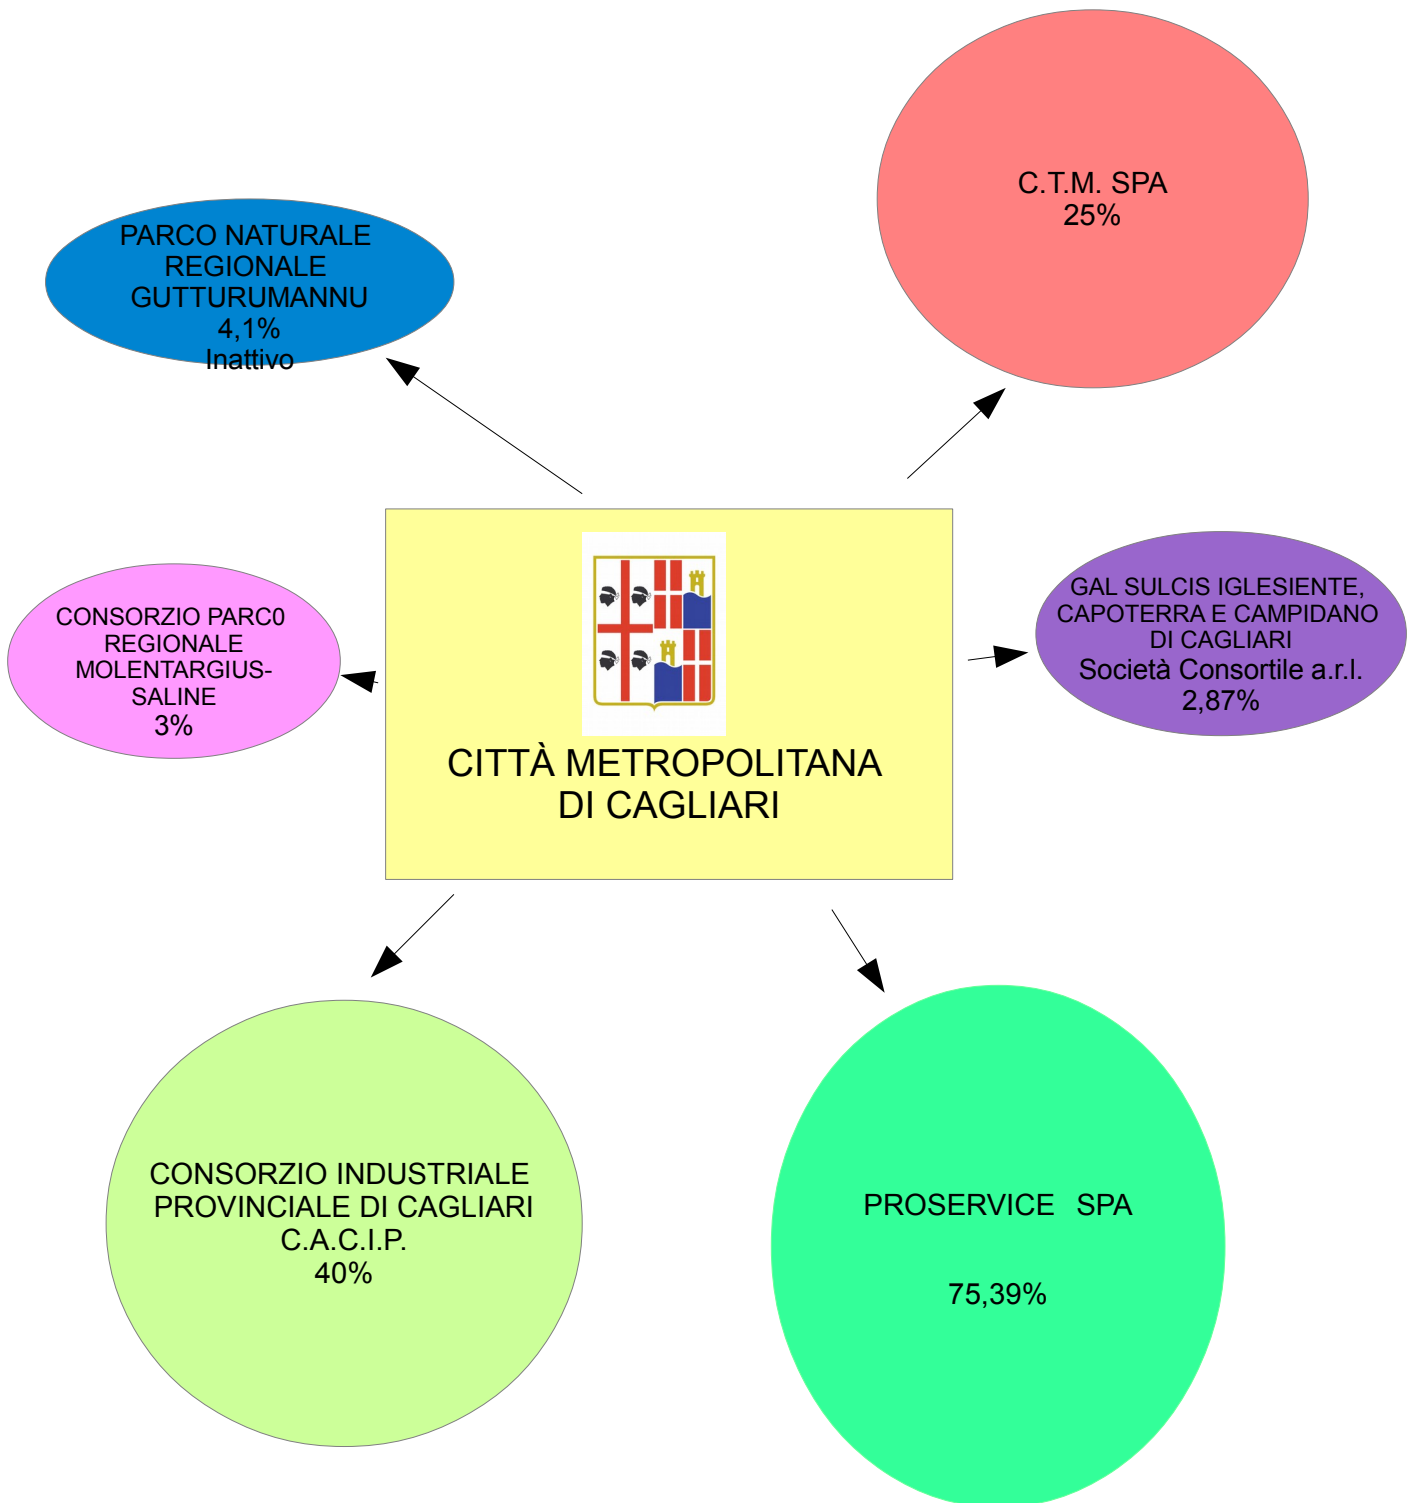 C.T.M. SPA
25%
PARCO NATURALE
REGIONALE
GUTTURUMANNU
4,1%
Inattivo
GAL SULCIS IGLESIENTE,
CAPOTERRA E CAMPIDANO
DI CAGLIARI
Società Consortile a.r.l.
2,87%
CONSORZIO PARC0
REGIONALE
MOLENTARGIUS-
SALINE
3%
CITTÀ METROPOLITANA
DI CAGLIARI
CONSORZIO INDUSTRIALE
PROVINCIALE DI CAGLIARI
C.A.C.I.P.
40%
PROSERVICE SPA
75,39%